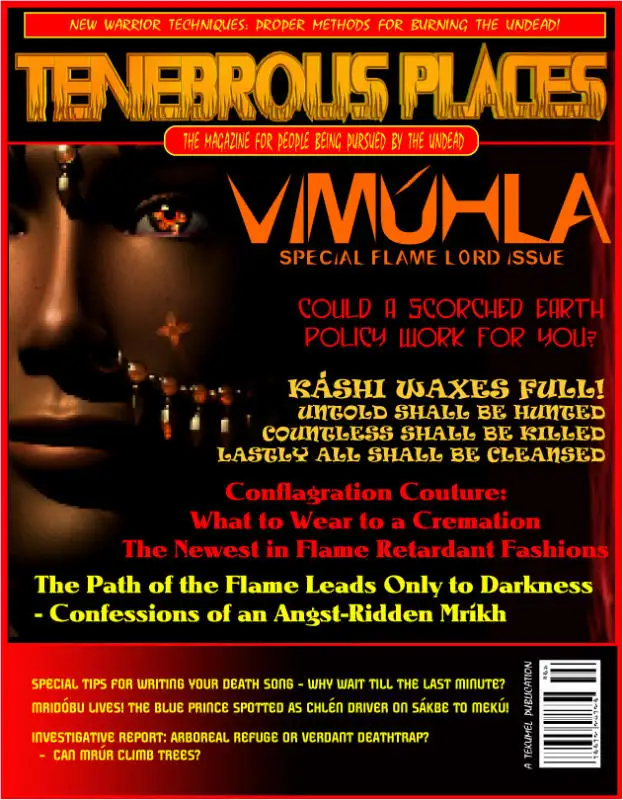 NEW WARRIOR TECHNIQUES: PROPER METHODS FOR BURNING THE UNDEAD!
TENEBROUS PLACES
THE MAGAZINE FOR PEOPLE BEING PURSUED BY THE UNDEAD
VIMÚHLA
SPECIAL FLAME LORD ISSUE
COULD A SCORCHED EARTH
POLICY WORK FOR YOU?
KÁSHI WAXES FULL!
UNTOLD SHALL BE HUNTED
COUNTLESS SHALL BE KILLED
LASTLY ALL SHALL BE CLEANSED
Conflagration Couture:
What to Wear to a Cremation
The Newest in Flame Retardant Fashions
The Path of the Flame Leads Only to Darkness
- Confessions of an Angst-Ridden Mríkh
SPECIAL TIPS FOR WRITING YOUR DEATH SONG - WHY WAIT TILL THE LAST MINUTE?
MRIDÓBU LIVES! THE BLUE PRINCE SPOTTED AS CHLÉN DRIVER ON SÁKBE TO MEKÚ!
INVESTIGATIVE REPORT: ARBOREAL REFUGE OR VERDANT DEATHTRAP?
- CAN MRÚR CLIMB TREES?
A TEKUMEL PUBLICATION